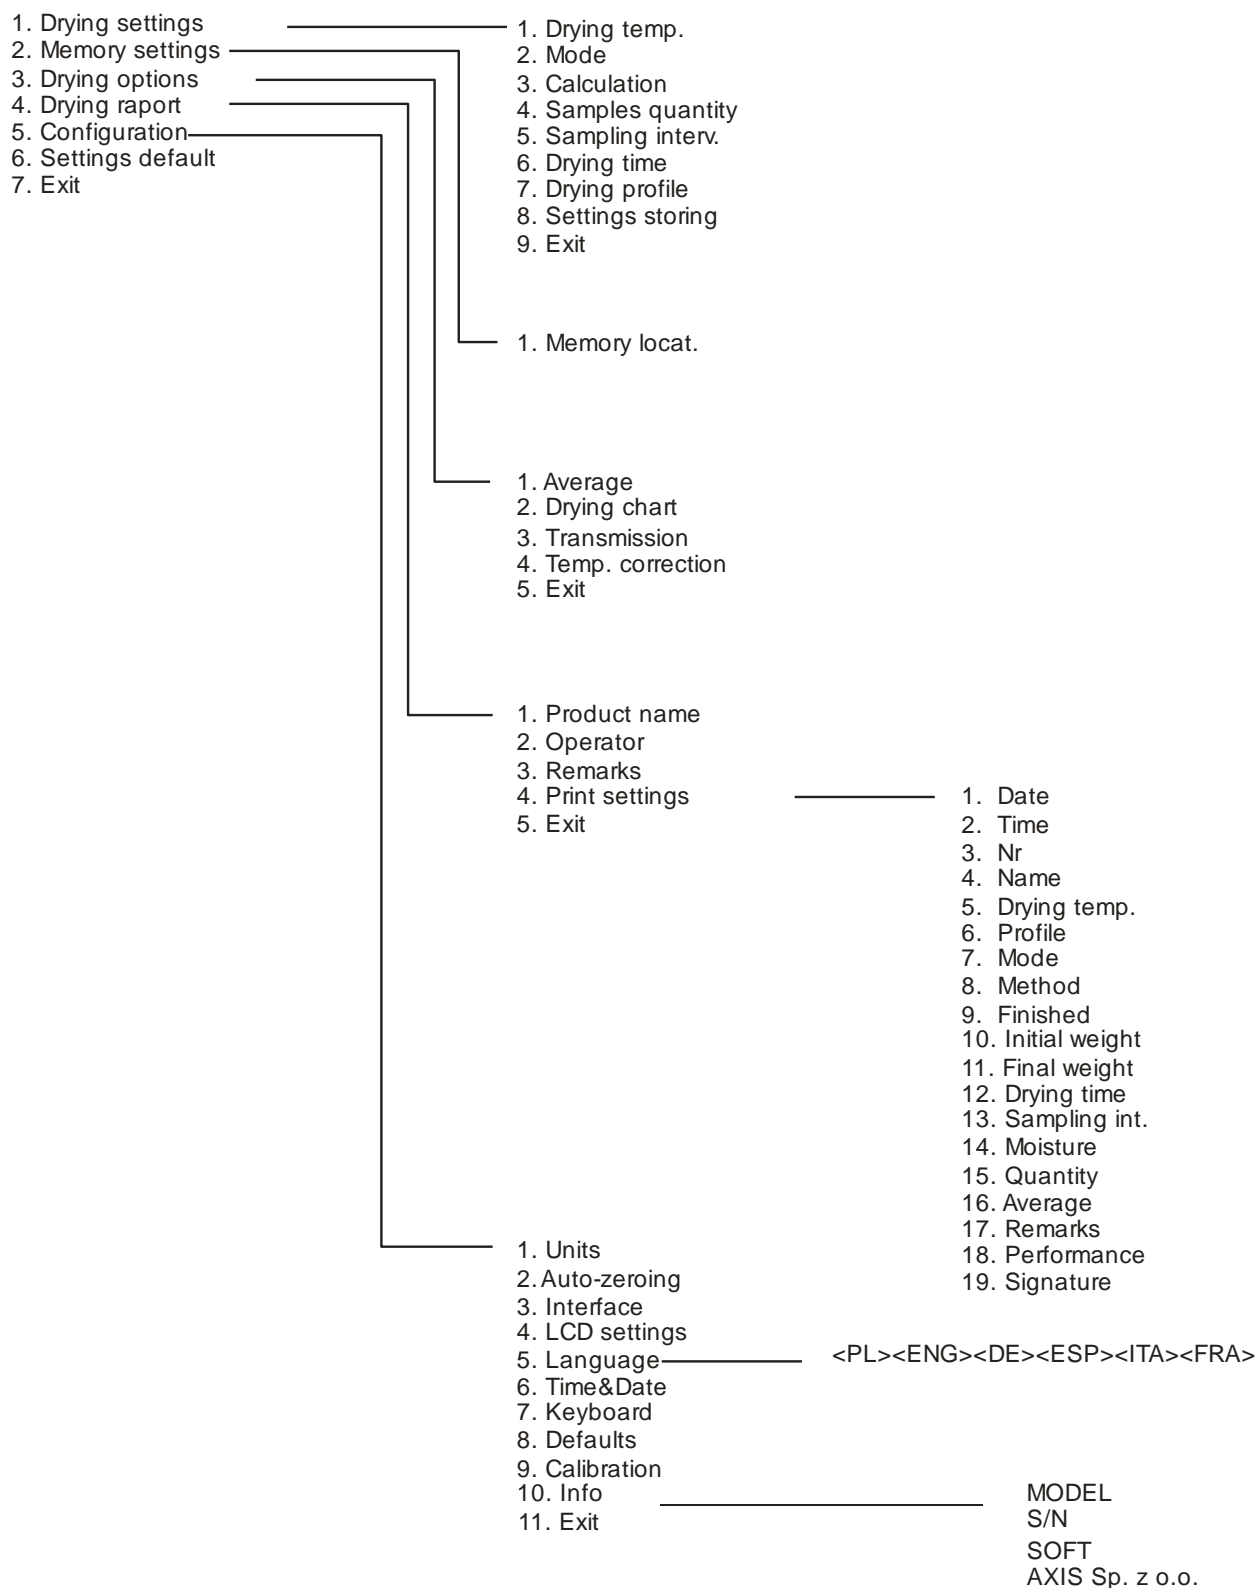 1. Drying settings
2. Memory settings
3. Drying options
4. Drying raport
5. Configuration
6. Settings default
7. Exit
1. Drying temp.
2. Mode
3. Calculation
4. Samples quantity
5. Sampling interv.
6. Drying time
7. Drying profile
8. Settings storing
9. Exit
1. Memory locat.
1. Average
2. Drying chart
3. Transmission
4. Temp. correction
5. Exit
1. Product name
2. Operator
3. Remarks
4. Print settings
5. Exit
1. Date
2. Time
3. Nr
4. Name
5. Drying temp.
6. Profile
7. Mode
8. Method
9. Finished
10. Initial weight
11. Final weight
12. Drying time
13. Sampling int.
14. Moisture
15. Quantity
16. Average
17. Remarks
18. Performance
19. Signature
1. Units
2. Auto-zeroing
3. Interface
4. LCD settings
5. Language
6. Time&Date
7. Keyboard
8. Defaults
9. Calibration
10. Info
11. Exit
<PL><ENG><DE><ESP><ITA><FRA>
MODEL
S/N
SOFT
AXIS Sp. z o.o.